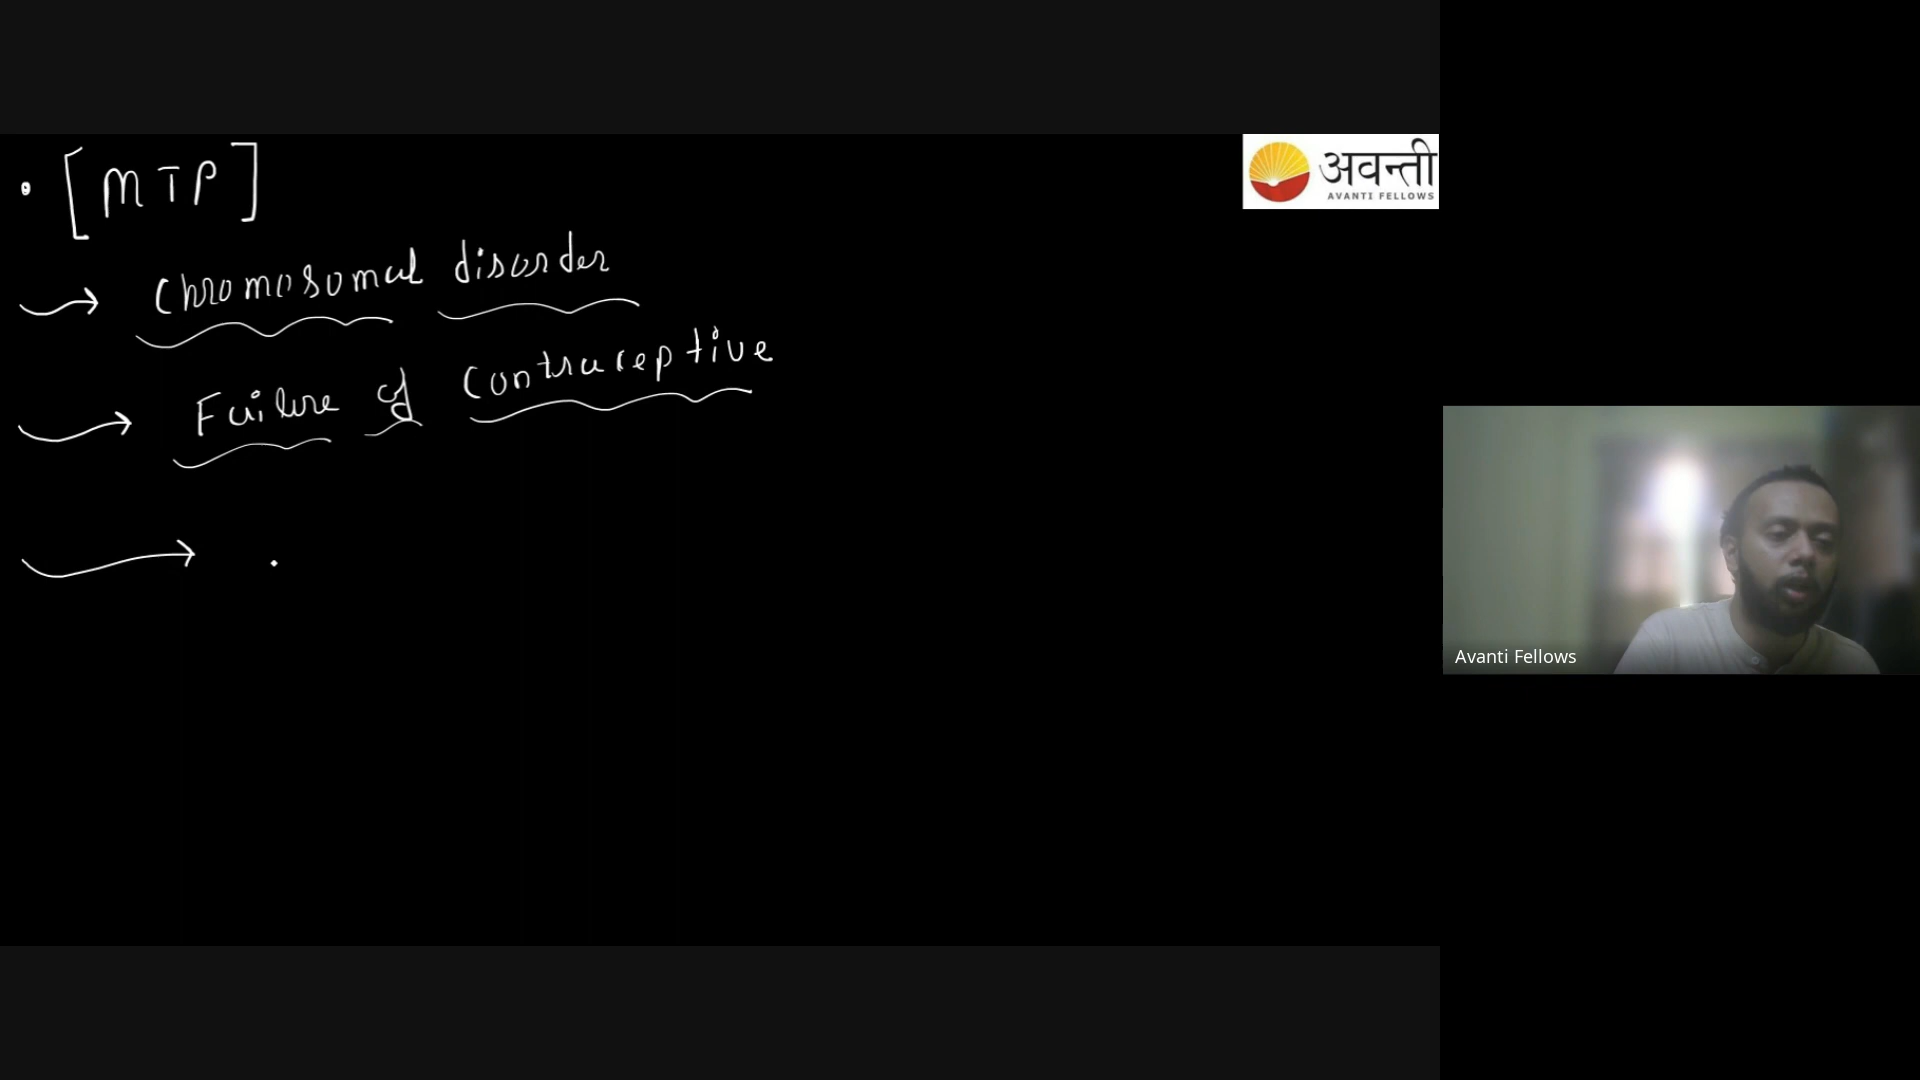 [MTP]
अवन्ती
AVANTI FELLOWS
→ Chromosomal disorder
→ Failure of Contraceptive
→ .
Avanti Fellows